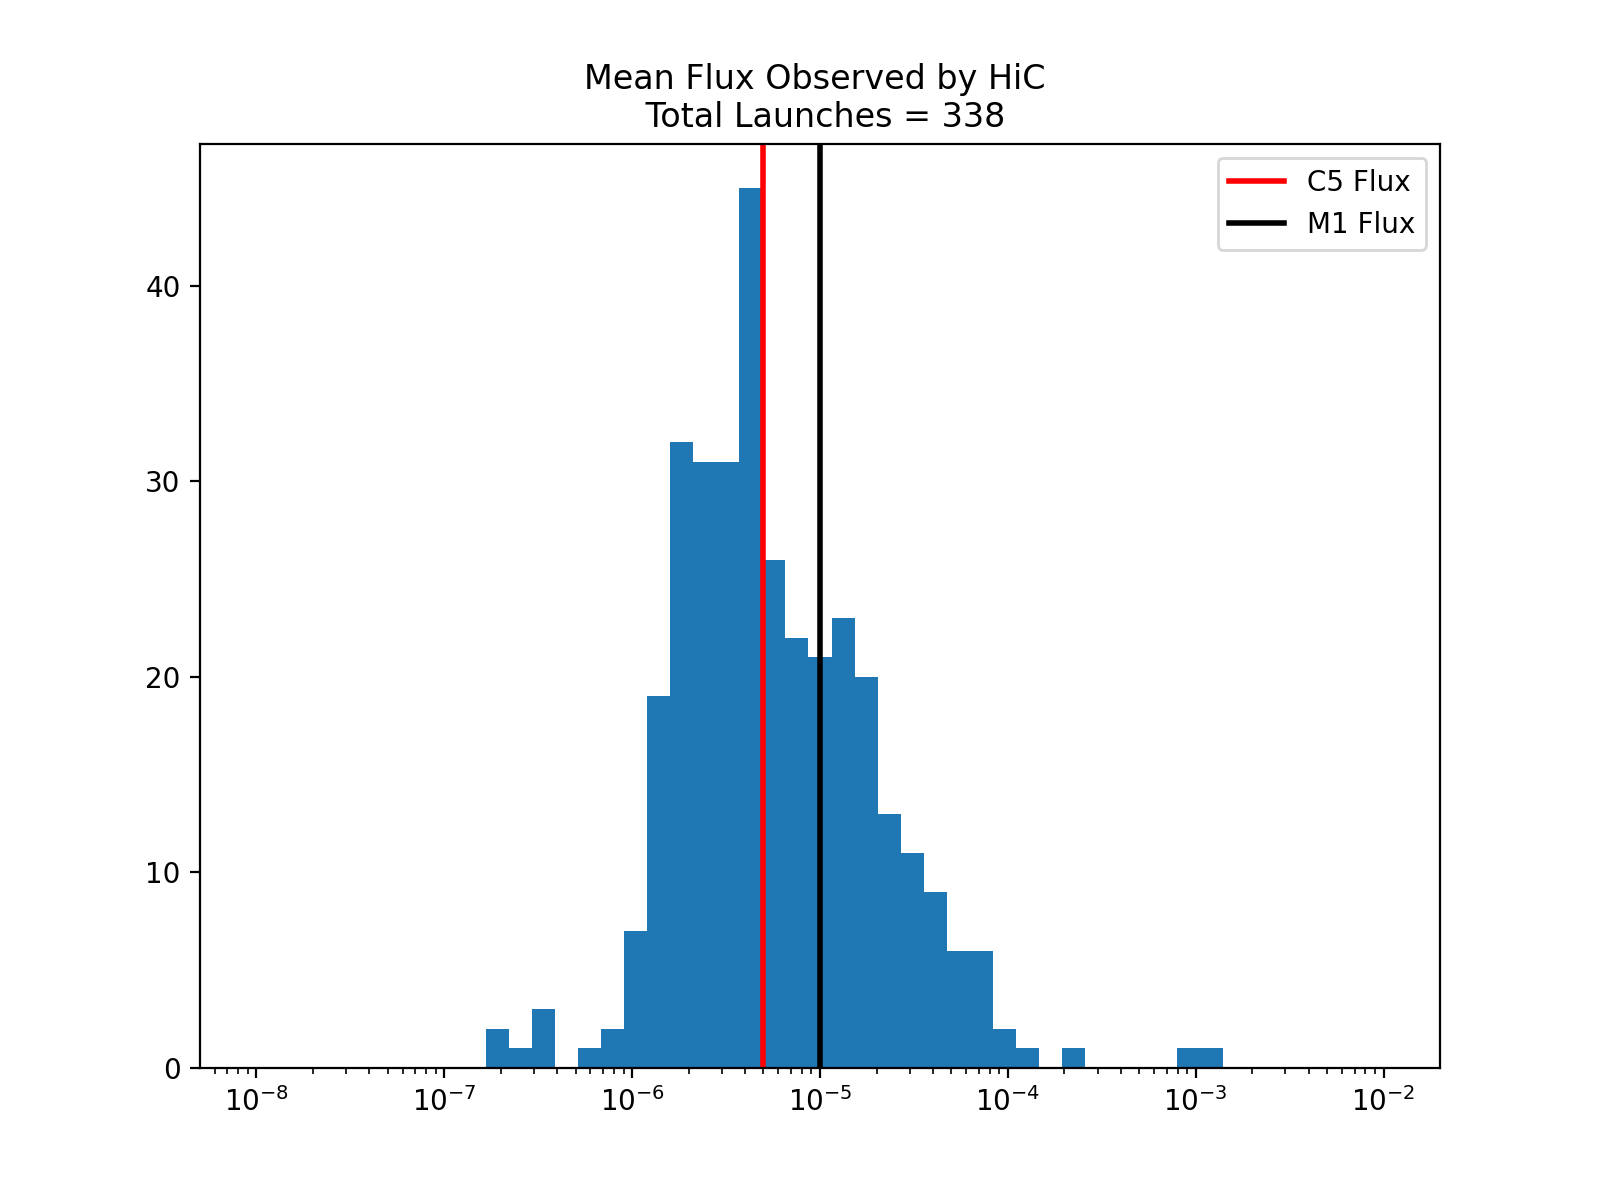 Mean Flux Observed by HiC
Total Launches = 338
C5 Flux
M1 Flux
40
30
20
10
0
10⁻⁸ 10⁻⁷ 10⁻⁶ 10⁻⁵ 10⁻⁴ 10⁻³ 10⁻²